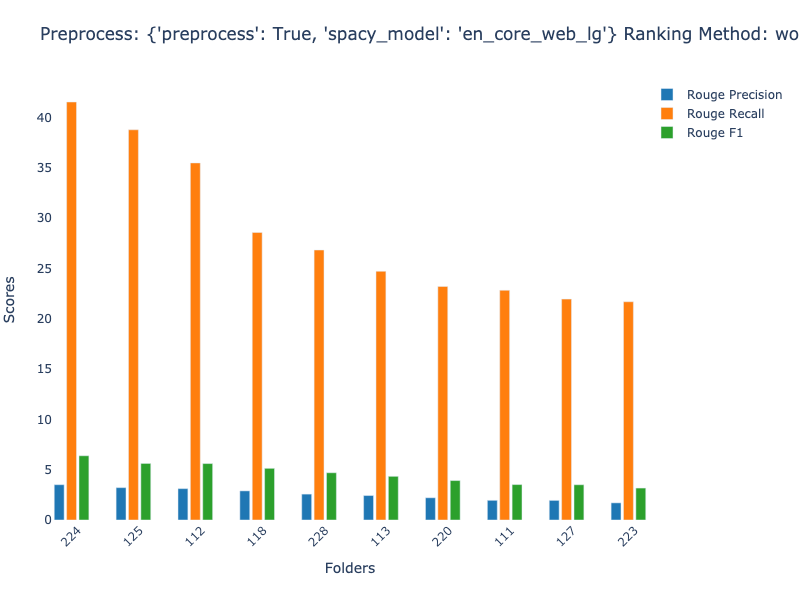 Preprocess: {'preprocess': True, 'spacy_model': 'en_core_web_lg'} Ranking Method: wo
Rouge Precision
Rouge Recall
Rouge F1
40
35
30
25
20
15
10
5
0
Scores
224 125 112 118 228 113 220 111 127 223
Folders